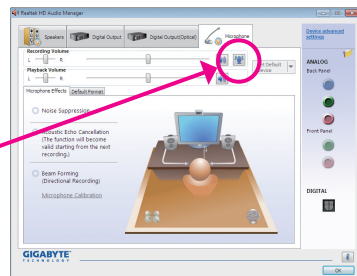 Realtek HD Audio Manager
Speakers
Digital Output
Digital Output(Optical)
Microphone
Device advanced
settings
Recording Volume
L
R
Set Default
Device
Playback Volume
L
R
ANALOG
Back Panel
Microphone Effects
Default Format
Noise Suppression
Acoustic Echo Cancellation
(The function will become
valid starting from the next
recording.)
Front Panel
Beam Forming
(Directional Recording)
Microphone Calibration
DIGITAL
GIGABYTE
TECHNOLOGY
i
OK